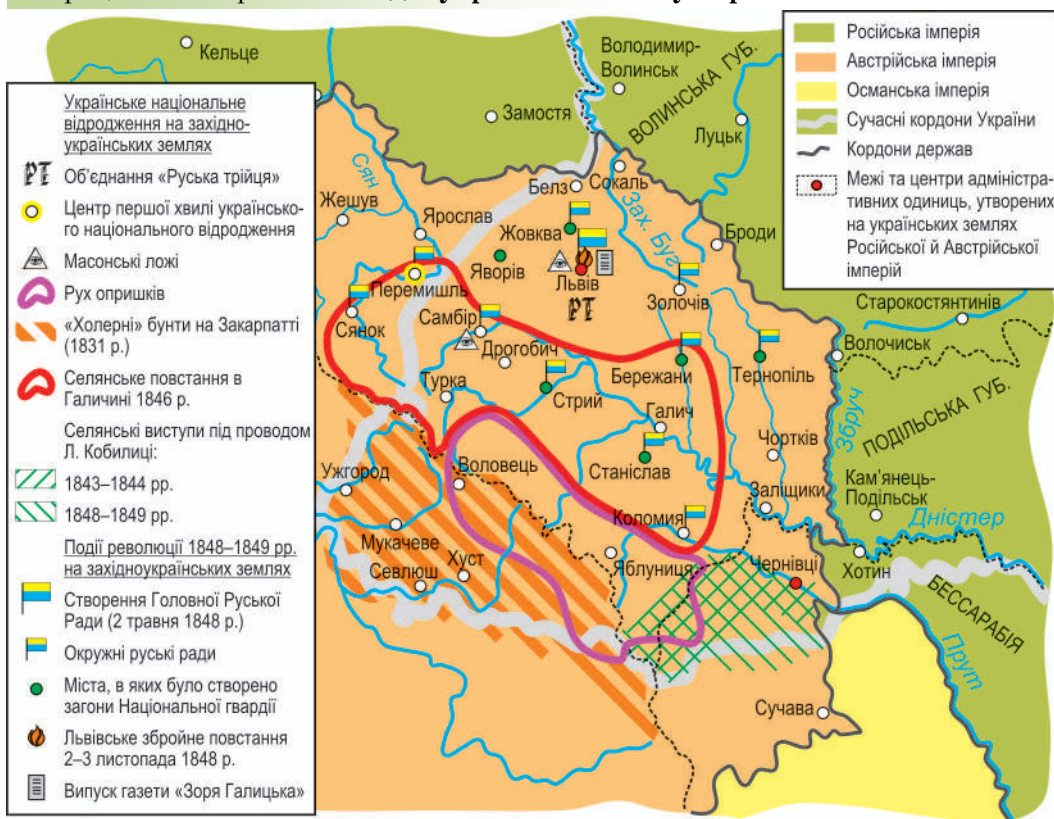 Українське національне
відродження на західно-
українських землях
РТ
Об’єднання «Руська трійця»
Центр першої хвилі українсько-
го національного відродження
Масонські ложі
Рух опришків
«Холерні» бунти на Закарпатті
(1831 р.)
Селянське повстання в
Галичині 1846 р.
Селянські виступи під проводом
Л. Кобилиці:
1843–1844 рр.
1848–1849 рр.
Події революції 1848–1849 рр.
на західноукраїнських землях
Створення Головної Руської
Ради (2 травня 1848 р.)
Окружні руські ради
Міста, в яких було створено
загони Національної гвардії
Львівське збройне повстання
2–3 листопада 1848 р.
Випуск газети «Зоря Галицька»
Російська імперія
Австрійська імперія
Османська імперія
Сучасні кордони України
Кордони держав
Межі та центри адміністра-
тивних одиниць, утворених
на українських землях
Російської й Австрійської
імперій
Кельце
Володимир-
Волинськ
ВОЛИНСЬКА ГУБ.
Замостя
Луцьк
Сян
Белз
Сокаль
Жешув
Ярослав
Зах. Буг
Жовква
Броди
Яворів
Львів
Перемишль
РТ
Золочів
Старокостянтинів
Сянок
Самбір
Дрогобич
Волочиськ
Турка
Стрий
Бережани
Тернопіль
Галич
Збруч
ПОДІЛЬСЬКА ГУБ.
Чортків
Ужгород
Воловець
Станіслав
Кам’янець-
Подільськ
Заліщики
Дністер
Коломия
Мукачеве
Хуст
Яблуниця
Чернівці
Хотин
Севлюш
БЕССАРАБІЯ
Прут
Сучава